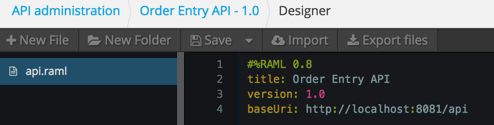 API administration Order Entry API - 1.0 Designer
+ New File New Folder Save Import Export files
api.raml
1 #%RAML 0.8
2 title: Order Entry API
3 version: 1.0
4 baseUri: http://localhost:8081/api